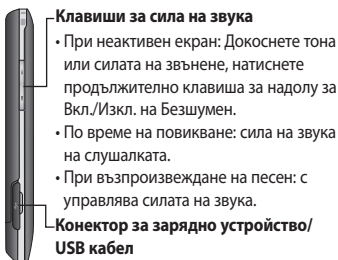 Клавиши за сила на звука
• При неактивен екран: Докоснете тона
или силата на звънене, натиснете
продължително клавиша за надолу за
Вкл./Изкл. на Безшумен.
• По време на повикване: сила на звука
на слушалката.
• При възпроизвеждане на песен: с
управлява силата на звука.
Конектор за зарядно устройство/
USB кабел